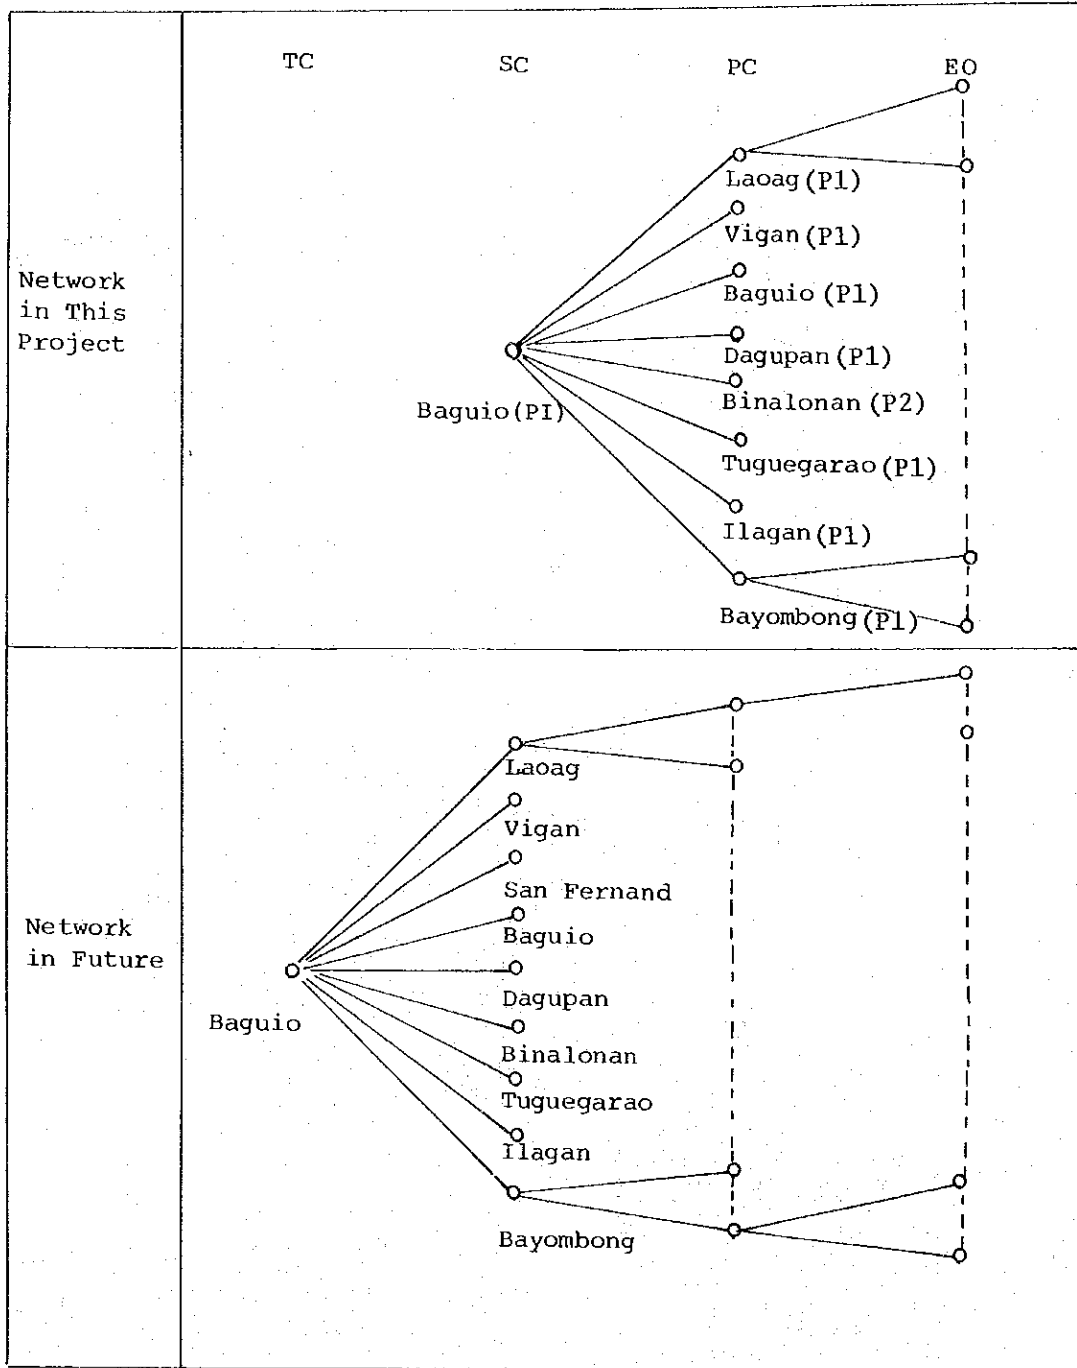 TC SC PC EO
Laoag (P1)
Vigan (P1)
Network
in This
Project
Baguio (P1)
Dagupan (P1)
Baguio (PI)
Binalonan (P2)
Tuguegarao (P1)
Ilagan (P1)
Bayombong (P1)
Laoag
Vigan
San Fernand
Network
in Future
Baguio
Dagupan
Baguio
Binalonan
Tuguegarao
Ilagan
Bayombong